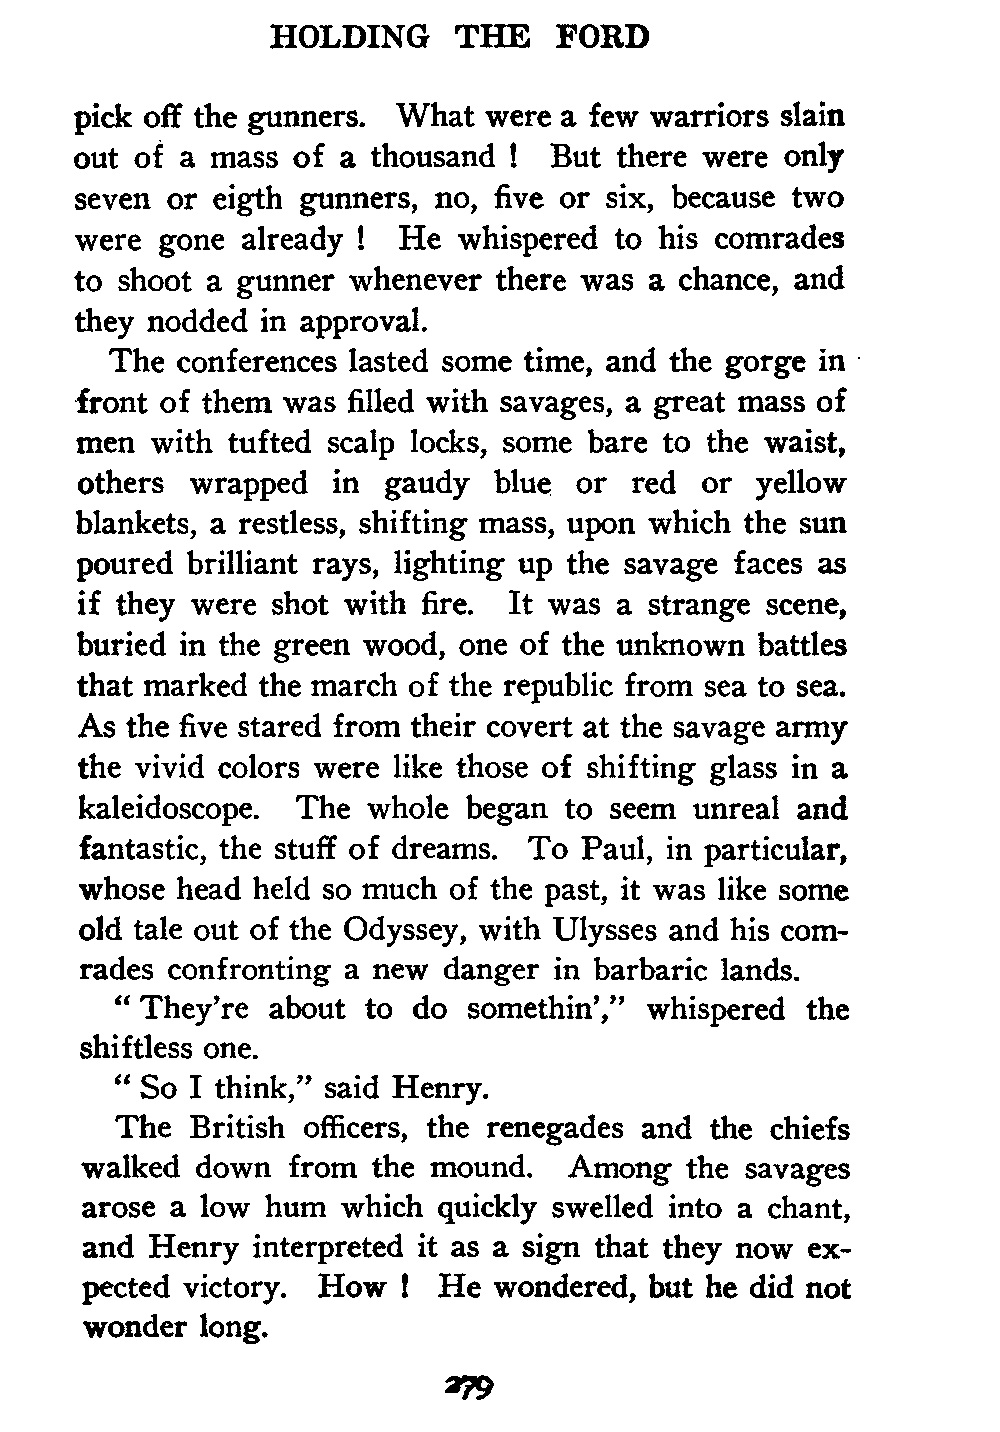 HOLDING THE FORD
pick off the gunners. What were a few warriors slain
out of a mass of a thousand ! But there were only
seven or eigth gunners, no, five or six, because two
were gone already ! He whispered to his comrades
to shoot a gunner whenever there was a chance, and
they nodded in approval.
The conferences lasted some time, and the gorge in
front of them was filled with savages, a great mass of
men with tufted scalp locks, some bare to the waist,
others wrapped in gaudy blue or red or yellow
blankets, a restless, shifting mass, upon which the sun
poured brilliant rays, lighting up the savage faces as
if they were shot with fire. It was a strange scene,
buried in the green wood, one of the unknown battles
that marked the march of the republic from sea to sea.
As the five stared from their covert at the savage army
the vivid colors were like those of shifting glass in a
kaleidoscope. The whole began to seem unreal and
fantastic, the stuff of dreams. To Paul, in particular,
whose head held so much of the past, it was like some
old tale out of the Odyssey, with Ulysses and his com-
rades confronting a new danger in barbaric lands.
“ They’re about to do somethin’,” whispered the
shiftless one.
“ So I think,” said Henry.
The British officers, the renegades and the chiefs
walked down from the mound. Among the savages
arose a low hum which quickly swelled into a chant,
and Henry interpreted it as a sign that they now ex-
pected victory. How ! He wondered, but he did not
wonder long.
279